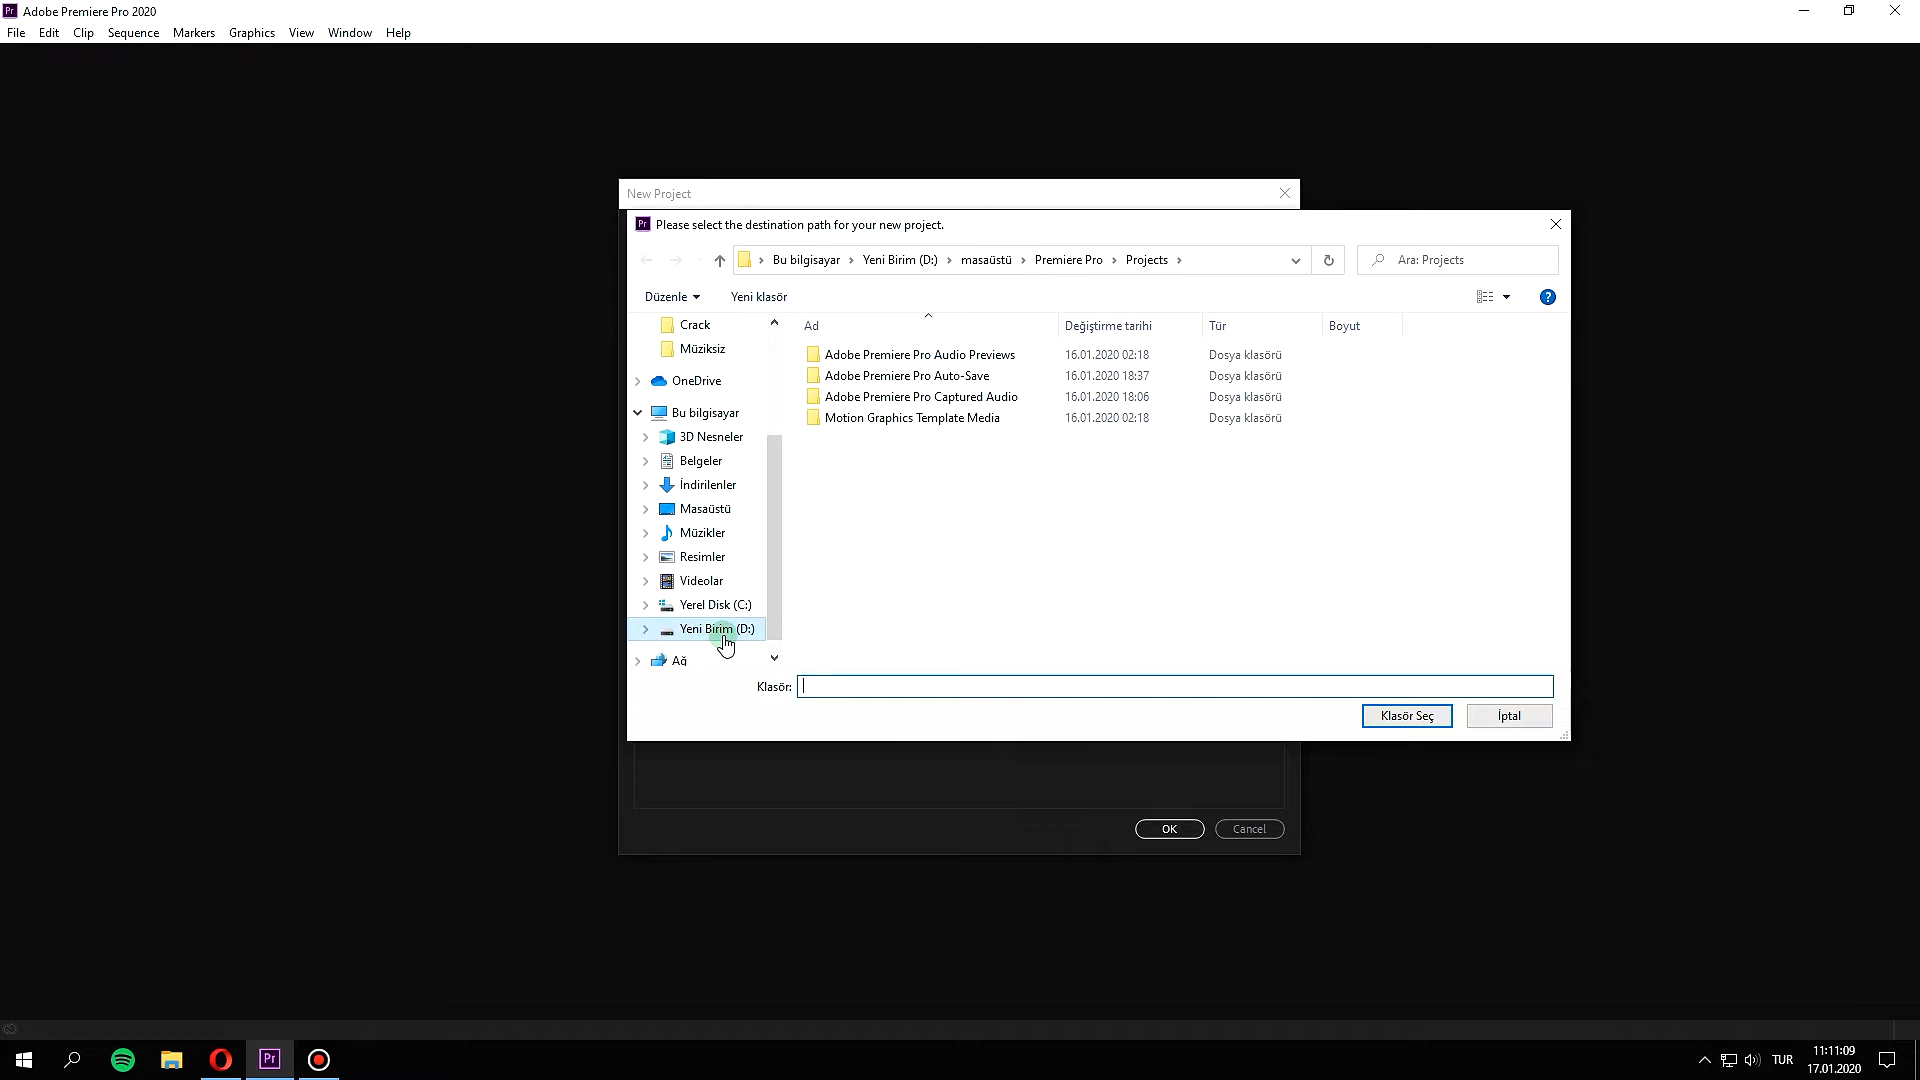 Pr Adobe Premiere Pro 2020
File Edit Clip Sequence Markers Graphics View Window Help
New Project
Pr Please select the destination path for your new project.
Bu bilgisayar › Yeni Birim (D:) › masaüstü › Premiere Pro › Projects ›
Ara: Projects
Düzenle Yeni klasör
?
Crack
Müziksiz
OneDrive
Bu bilgisayar
3D Nesneler
Belgeler
İndirilenler
Masaüstü
Müzikler
Resimler
Videolar
Yerel Disk (C:)
Yeni Birim (D:)
Ağ
Ad Değiştirme tarihi Tür Boyut
Adobe Premiere Pro Audio Previews 16.01.2020 02:18 Dosya klasörü
Adobe Premiere Pro Auto-Save 16.01.2020 18:37 Dosya klasörü
Adobe Premiere Pro Captured Audio 16.01.2020 18:06 Dosya klasörü
Motion Graphics Template Media 16.01.2020 02:18 Dosya klasörü
Klasör:
Klasör Seç İptal
OK Cancel
Pr
TUR
11:11:09
17.01.2020